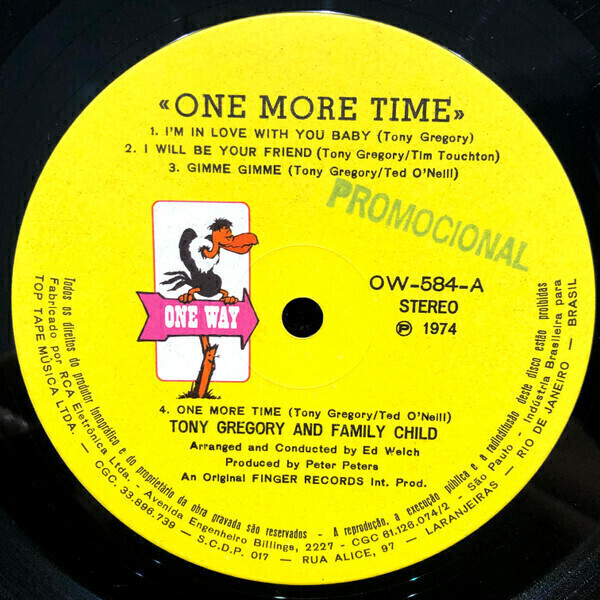 «ONE MORE TIME»
1. I'M IN LOVE WITH YOU BABY (Tony Gregory)
2. I WILL BE YOUR FRIEND (Tony Gregory/Tim Touchton)
3. GIMME GIMME (Tony Gregory/Ted O'Neill)
PROMOCIONAL
OW-584-A
STEREO
℗ 1974
ONE WAY
4. ONE MORE TIME (Tony Gregory/Ted O'Neill)
TONY GREGORY AND FAMILY CHILD
Arranged and Conducted by Ed Welch
Produced by Peter Peters
An Original FINGER RECORDS Int. Prod.
Todos os direitos do produtor fonográfico e do proprietário da obra gravada são reservados - A reprodução, a execução pública e a radiodifusão deste disco estão proibidas
Fabricado por RCA Eletrônica Ltda. - Avenida Engenheiro Billings, 2227 - CGC 61.126.074/2 - São Paulo - Indústria Brasileira para
TOP TAPE MÚSICA LTDA. - CGC. 33.896.739 - S.C.D.P. 017 - RUA ALICE, 97 - LARANJEIRAS - RIO DE JANEIRO - BRASIL